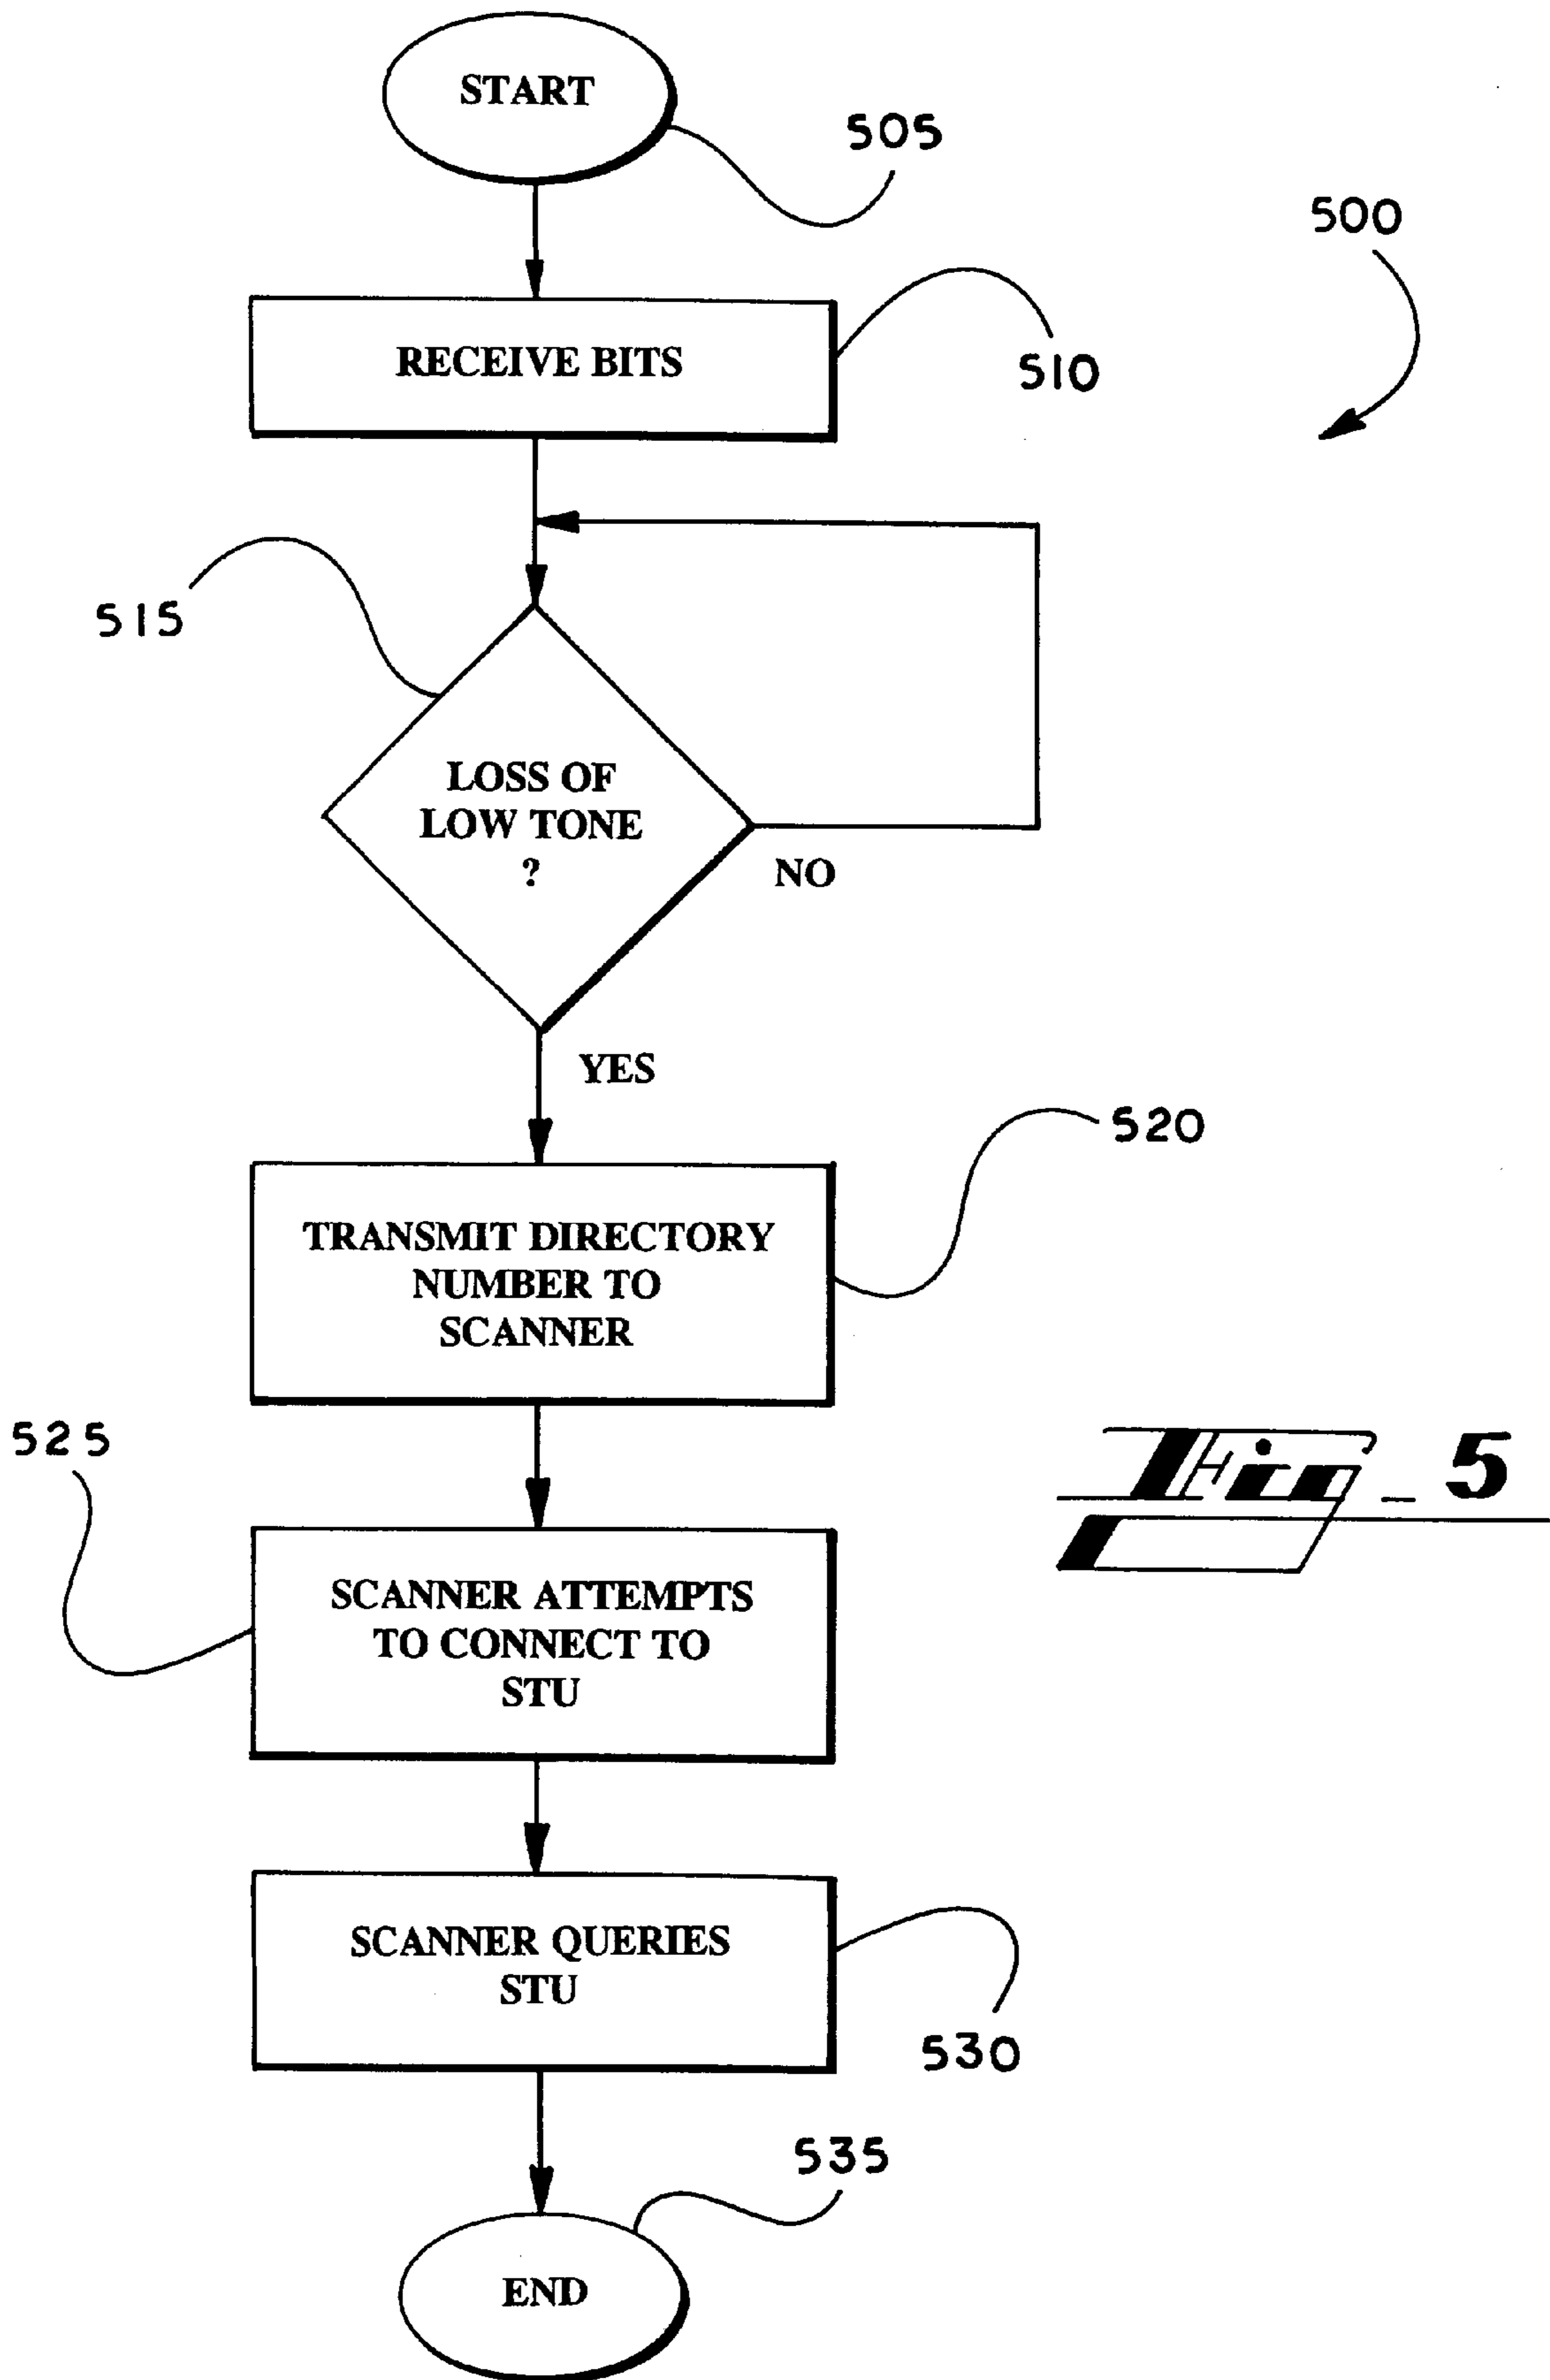 START
505
500
RECEIVE BITS
510
515
LOSS OF
LOW TONE
?
NO
YES
520
TRANSMIT DIRECTORY
NUMBER TO
SCANNER
525
Fig_5
SCANNER ATTEMPTS
TO CONNECT TO
STU
SCANNER QUERIES
STU
530
535
END